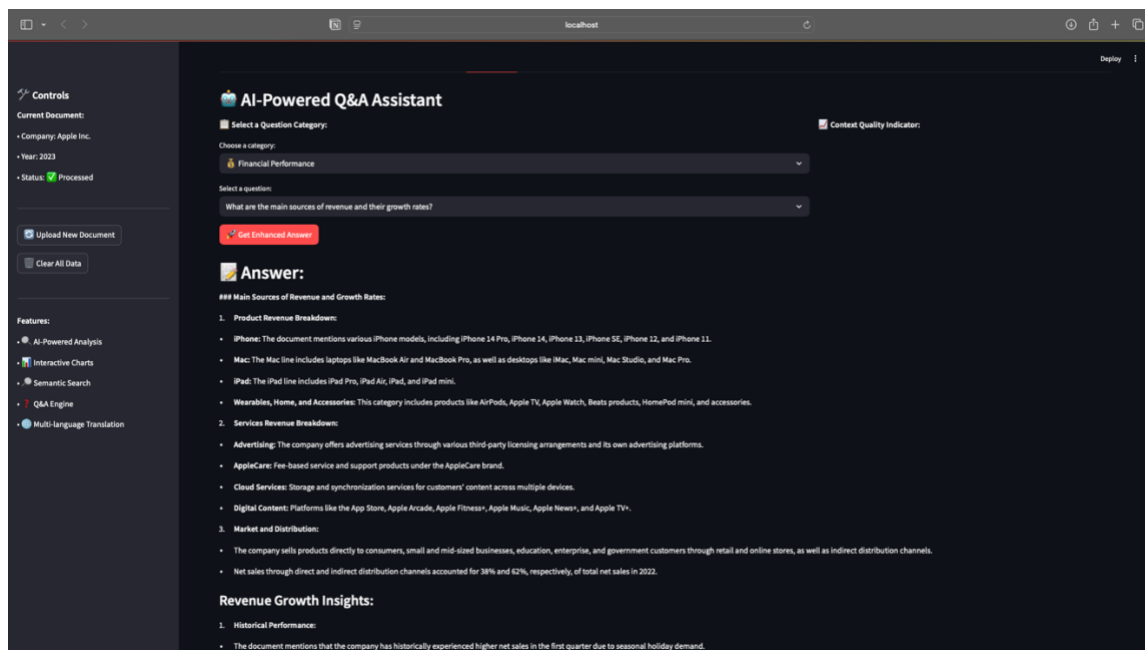 localhost
Deploy
Controls
Current Document:
• Company: Apple Inc.
• Year: 2023
• Status: ✅ Processed
Upload New Document
Clear All Data
Features:
• AI-Powered Analysis
• Interactive Charts
• Semantic Search
• ❓ Q&A Engine
• Multi-language Translation
AI-Powered Q&A Assistant
Select a Question Category:
Context Quality Indicator:
Choose a category:
Financial Performance
Select a question:
What are the main sources of revenue and their growth rates?
Get Enhanced Answer
Answer:
### Main Sources of Revenue and Growth Rates:
1. Product Revenue Breakdown:
• iPhone: The document mentions various iPhone models, including iPhone 14 Pro, iPhone 14, iPhone 13, iPhone SE, iPhone 12, and iPhone 11.
• Mac: The Mac line includes laptops like MacBook Air and MacBook Pro, as well as desktops like iMac, Mac mini, Mac Studio, and Mac Pro.
• iPad: The iPad line includes iPad Pro, iPad Air, iPad, and iPad mini.
• Wearables, Home, and Accessories: This category includes products like AirPods, Apple TV, Apple Watch, Beats products, HomePod mini, and accessories.
2. Services Revenue Breakdown:
• Advertising: The company offers advertising services through various third-party licensing arrangements and its own advertising platforms.
• AppleCare: Fee-based service and support products under the AppleCare brand.
• Cloud Services: Storage and synchronization services for customers' content across multiple devices.
• Digital Content: Platforms like the App Store, Apple Arcade, Apple Fitness+, Apple Music, Apple News+, and Apple TV+.
3. Market and Distribution:
• The company sells products directly to consumers, small and mid-sized businesses, education, enterprise, and government customers through retail and online stores, as well as indirect distribution channels.
• Net sales through direct and indirect distribution channels accounted for 38% and 62%, respectively, of total net sales in 2022.
Revenue Growth Insights:
1. Historical Performance:
• The document mentions that the company has historically experienced higher net sales in the first quarter due to seasonal holiday demand.